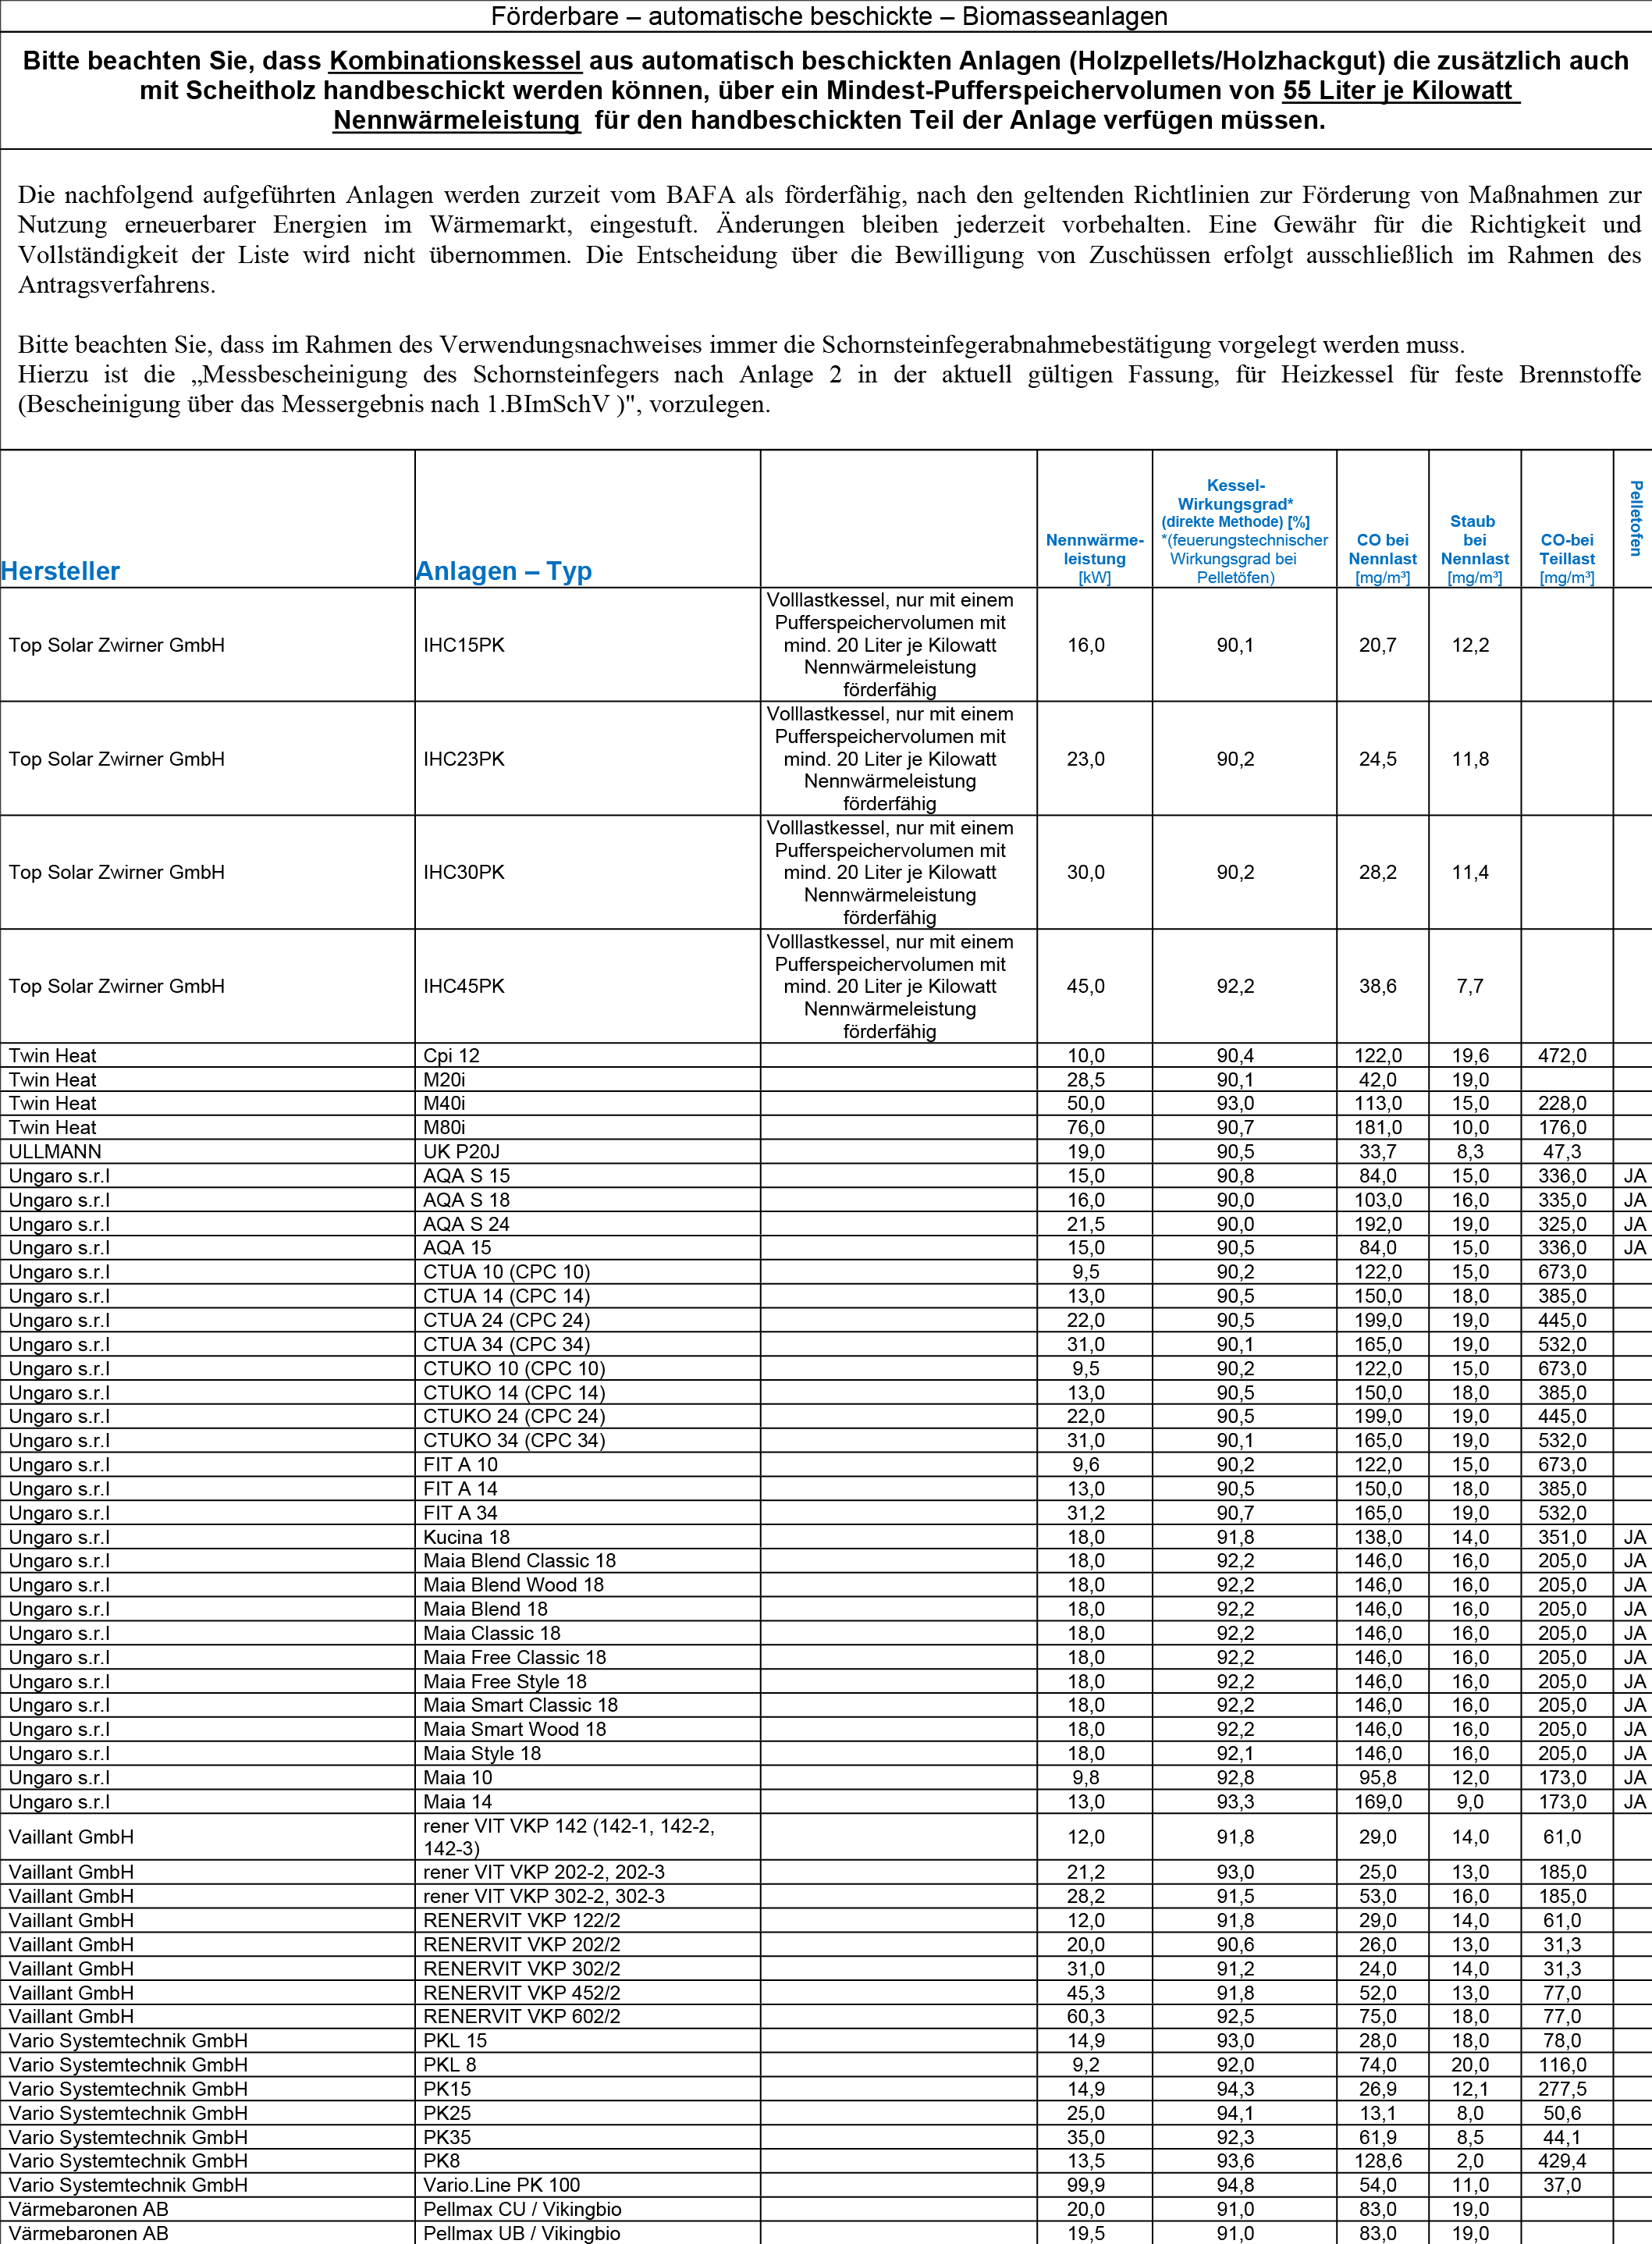 Förderbare – automatische beschickte – Biomasseanlagen
Bitte beachten Sie, dass Kombinationskessel aus automatisch beschickten Anlagen (Holzpellets/Holzhackgut) die zusätzlich auch
mit Scheitholz handbeschickt werden können, über ein Mindest-Pufferspeichervolumen von 55 Liter je Kilowatt
Nennwärmeleistung für den handbeschickten Teil der Anlage verfügen müssen.
Die nachfolgend aufgeführten Anlagen werden zurzeit vom BAFA als förderfähig, nach den geltenden Richtlinien zur Förderung von Maßnahmen zur
Nutzung erneuerbarer Energien im Wärmemarkt, eingestuft. Änderungen bleiben jederzeit vorbehalten. Eine Gewähr für die Richtigkeit und
Vollständigkeit der Liste wird nicht übernommen. Die Entscheidung über die Bewilligung von Zuschüssen erfolgt ausschließlich im Rahmen des
Antragsverfahrens.
Bitte beachten Sie, dass im Rahmen des Verwendungsnachweises immer die Schornsteinfegerabnahmebestätigung vorgelegt werden muss.
Hierzu ist die „Messbescheinigung des Schornsteinfegers nach Anlage 2 in der aktuell gültigen Fassung, für Heizkessel für feste Brennstoffe
(Bescheinigung über das Messergebnis nach 1.BImSchV )", vorzulegen.
Hersteller
Anlagen – Typ
Nennwärme-
leistung
[kW]
Kessel-
Wirkungsgrad*
(direkte Methode) [%]
*(feuerungstechnischer
Wirkungsgrad bei
Pelletöfen)
CO bei
Nennlast
[mg/m³]
Staub
bei
Nennlast
[mg/m³]
CO-bei
Teillast
[mg/m³]
Pelletofen
Volllastkessel, nur mit einem
Pufferspeichervolumen mit
Top Solar Zwirner GmbH IHC15PK mind. 20 Liter je Kilowatt 16,0 90,1 20,7 12,2
Nennwärmeleistung
förderfähig
Volllastkessel, nur mit einem
Pufferspeichervolumen mit
Top Solar Zwirner GmbH IHC23PK mind. 20 Liter je Kilowatt 23,0 90,2 24,5 11,8
Nennwärmeleistung
förderfähig
Volllastkessel, nur mit einem
Pufferspeichervolumen mit
Top Solar Zwirner GmbH IHC30PK mind. 20 Liter je Kilowatt 30,0 90,2 28,2 11,4
Nennwärmeleistung
förderfähig
Volllastkessel, nur mit einem
Pufferspeichervolumen mit
Top Solar Zwirner GmbH IHC45PK mind. 20 Liter je Kilowatt 45,0 92,2 38,6 7,7
Nennwärmeleistung
förderfähig
Twin Heat Cpi 12 10,0 90,4 122,0 19,6 472,0
Twin Heat M20i 28,5 90,1 42,0 19,0
Twin Heat M40i 50,0 93,0 113,0 15,0 228,0
Twin Heat M80i 76,0 90,7 181,0 10,0 176,0
ULLMANN UK P20J 19,0 90,5 33,7 8,3 47,3
Ungaro s.r.l AQA S 15 15,0 90,8 84,0 15,0 336,0 JA
Ungaro s.r.l AQA S 18 16,0 90,0 103,0 16,0 335,0 JA
Ungaro s.r.l AQA S 24 21,5 90,0 192,0 19,0 325,0 JA
Ungaro s.r.l AQA 15 15,0 90,5 84,0 15,0 336,0 JA
Ungaro s.r.l CTUA 10 (CPC 10) 9,5 90,2 122,0 15,0 673,0
Ungaro s.r.l CTUA 14 (CPC 14) 13,0 90,5 150,0 18,0 385,0
Ungaro s.r.l CTUA 24 (CPC 24) 22,0 90,5 199,0 19,0 445,0
Ungaro s.r.l CTUA 34 (CPC 34) 31,0 90,1 165,0 19,0 532,0
Ungaro s.r.l CTUKO 10 (CPC 10) 9,5 90,2 122,0 15,0 673,0
Ungaro s.r.l CTUKO 14 (CPC 14) 13,0 90,5 150,0 18,0 385,0
Ungaro s.r.l CTUKO 24 (CPC 24) 22,0 90,5 199,0 19,0 445,0
Ungaro s.r.l CTUKO 34 (CPC 34) 31,0 90,1 165,0 19,0 532,0
Ungaro s.r.l FIT A 10 9,6 90,2 122,0 15,0 673,0
Ungaro s.r.l FIT A 14 13,0 90,5 150,0 18,0 385,0
Ungaro s.r.l FIT A 34 31,2 90,7 165,0 19,0 532,0
Ungaro s.r.l Kucina 18 18,0 91,8 138,0 14,0 351,0 JA
Ungaro s.r.l Maia Blend Classic 18 18,0 92,2 146,0 16,0 205,0 JA
Ungaro s.r.l Maia Blend Wood 18 18,0 92,2 146,0 16,0 205,0 JA
Ungaro s.r.l Maia Blend 18 18,0 92,2 146,0 16,0 205,0 JA
Ungaro s.r.l Maia Classic 18 18,0 92,2 146,0 16,0 205,0 JA
Ungaro s.r.l Maia Free Classic 18 18,0 92,2 146,0 16,0 205,0 JA
Ungaro s.r.l Maia Free Style 18 18,0 92,2 146,0 16,0 205,0 JA
Ungaro s.r.l Maia Smart Classic 18 18,0 92,2 146,0 16,0 205,0 JA
Ungaro s.r.l Maia Smart Wood 18 18,0 92,2 146,0 16,0 205,0 JA
Ungaro s.r.l Maia Style 18 18,0 92,1 146,0 16,0 205,0 JA
Ungaro s.r.l Maia 10 9,8 92,8 95,8 12,0 173,0 JA
Ungaro s.r.l Maia 14 13,0 93,3 169,0 9,0 173,0 JA
Vaillant GmbH rener VIT VKP 142 (142-1, 142-2, 12,0 91,8 29,0 14,0 61,0
142-3)
Vaillant GmbH rener VIT VKP 202-2, 202-3 21,2 93,0 25,0 13,0 185,0
Vaillant GmbH rener VIT VKP 302-2, 302-3 28,2 91,5 53,0 16,0 185,0
Vaillant GmbH RENERVIT VKP 122/2 12,0 91,8 29,0 14,0 61,0
Vaillant GmbH RENERVIT VKP 202/2 20,0 90,6 26,0 13,0 31,3
Vaillant GmbH RENERVIT VKP 302/2 31,0 91,2 24,0 14,0 31,3
Vaillant GmbH RENERVIT VKP 452/2 45,3 91,8 52,0 13,0 77,0
Vaillant GmbH RENERVIT VKP 602/2 60,3 92,5 75,0 18,0 77,0
Vario Systemtechnik GmbH PKL 15 14,9 93,0 28,0 18,0 78,0
Vario Systemtechnik GmbH PKL 8 9,2 92,0 74,0 20,0 116,0
Vario Systemtechnik GmbH PK15 14,9 94,3 26,9 12,1 277,5
Vario Systemtechnik GmbH PK25 25,0 94,1 13,1 8,0 50,6
Vario Systemtechnik GmbH PK35 35,0 92,3 61,9 8,5 44,1
Vario Systemtechnik GmbH PK8 13,5 93,6 128,6 2,0 429,4
Vario Systemtechnik GmbH Vario.Line PK 100 99,9 94,8 54,0 11,0 37,0
Värmebaronen AB Pellmax CU / Vikingbio 20,0 91,0 83,0 19,0
Värmebaronen AB Pellmax UB / Vikingbio 19,5 91,0 83,0 19,0